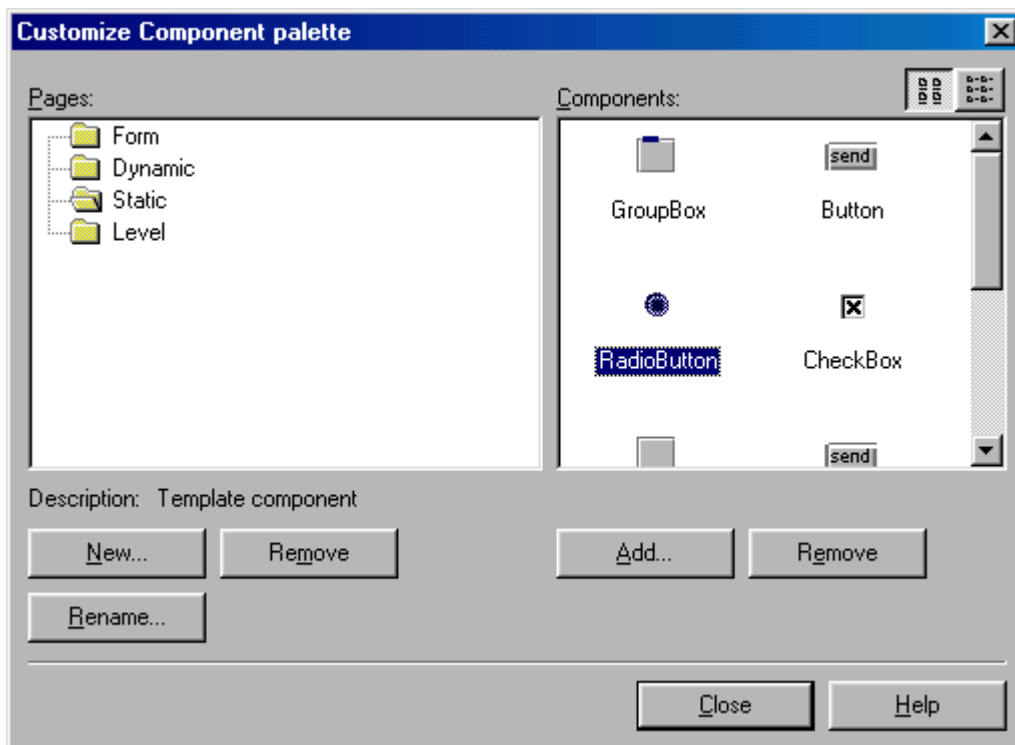 Customize Component palette
Pages:
Components:
Form
Dynamic
Static
Level
send
GroupBox
Button
RadioButton
CheckBox
send
Description: Template component
New...
Remove
Add...
Remove
Rename...
Close
Help